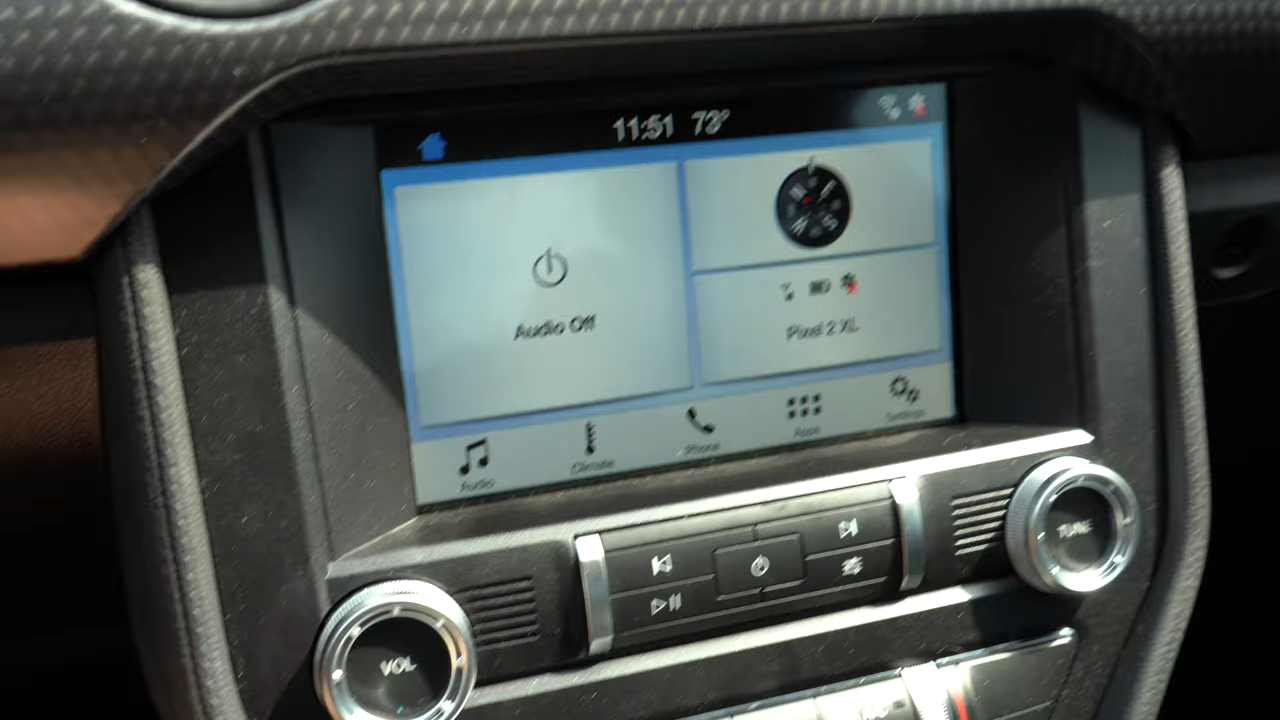 11:51 73°
Audio Off
Pixel 2 XL
Audio
Climate
Phone
Apps
Settings
TUNE
VOL